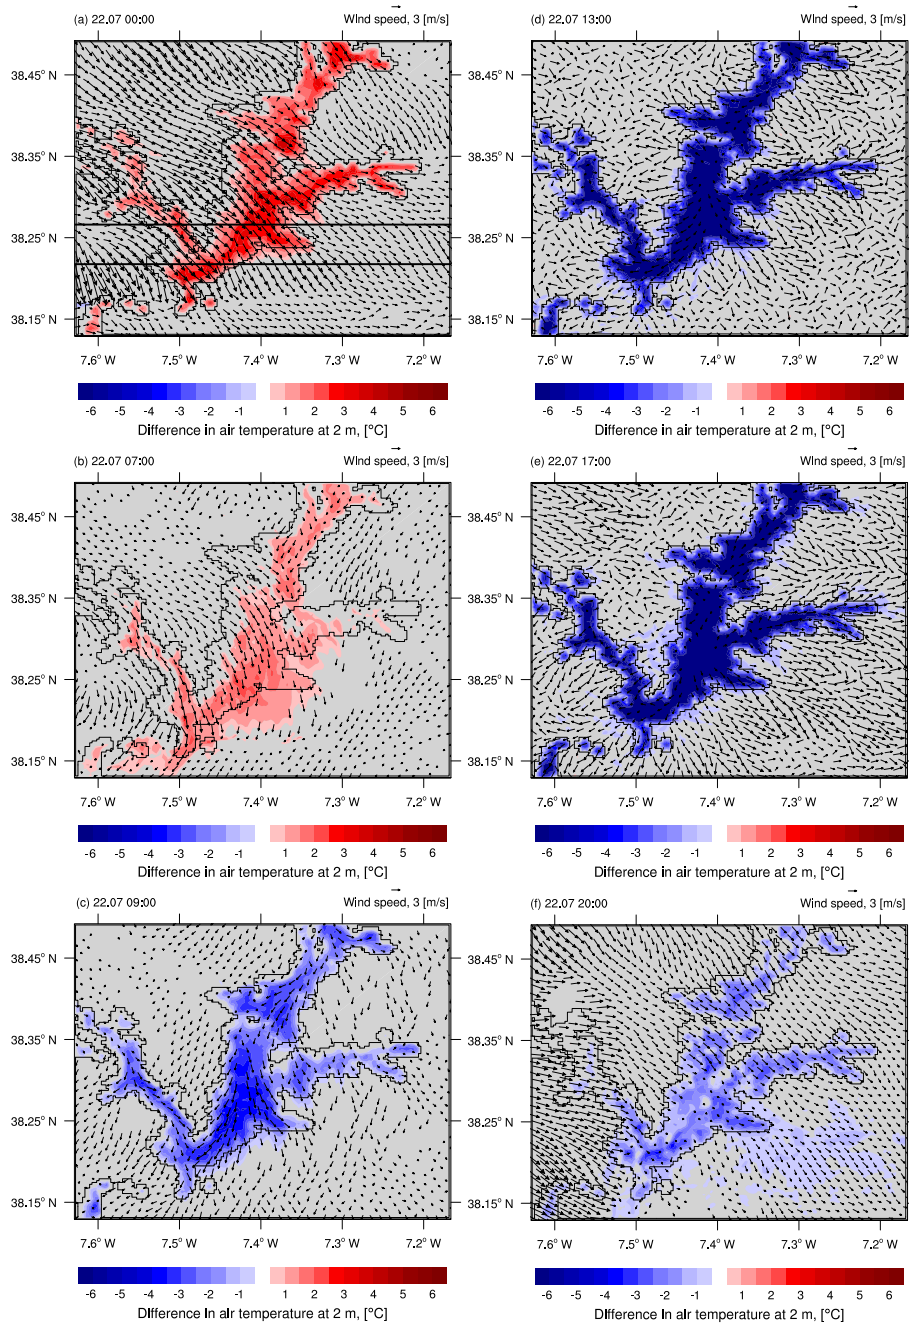 (a) 22.07 00:00 WInd speed, 3 [m/s]
38.45° N
38.35° N
38.25° N
38.15° N
7.6° W 7.5° W 7.4° W 7.3° W 7.2° W
-6 -5 -4 -3 -2 -1 1 2 3 4 5 6
Difference in air temperature at 2 m, [°C]
(d) 22.07 13:00 WInd speed, 3 [m/s]
38.45° N
38.35° N
38.25° N
38.15° N
7.6° W 7.5° W 7.4° W 7.3° W 7.2° W
-6 -5 -4 -3 -2 -1 1 2 3 4 5 6
Difference in air temperature at 2 m, [°C]
(b) 22.07 07:00 WInd speed, 3 [m/s]
38.45° N
38.35° N
38.25° N
38.15° N
7.6° W 7.5° W 7.4° W 7.3° W 7.2° W
-6 -5 -4 -3 -2 -1 1 2 3 4 5 6
Difference in air temperature at 2 m, [°C]
(e) 22.07 17:00 WInd speed, 3 [m/s]
38.45° N
38.35° N
38.25° N
38.15° N
7.6° W 7.5° W 7.4° W 7.3° W 7.2° W
-6 -5 -4 -3 -2 -1 1 2 3 4 5 6
Difference in air temperature at 2 m, [°C]
(c) 22.07 09:00 WInd speed, 3 [m/s]
38.45° N
38.35° N
38.25° N
38.15° N
7.6° W 7.5° W 7.4° W 7.3° W 7.2° W
-6 -5 -4 -3 -2 -1 1 2 3 4 5 6
Difference in air temperature at 2 m, [°C]
(f) 22.07 20:00 WInd speed, 3 [m/s]
38.45° N
38.35° N
38.25° N
38.15° N
7.6° W 7.5° W 7.4° W 7.3° W 7.2° W
-6 -5 -4 -3 -2 -1 1 2 3 4 5 6
Difference in air temperature at 2 m, [°C]